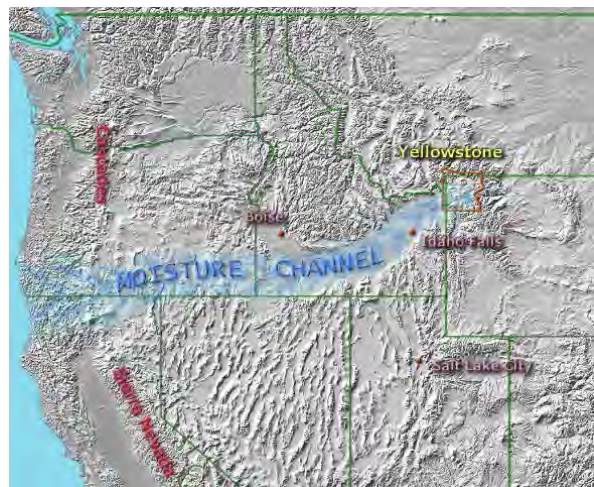 Cascades
Yellowstone
Boise
Idaho Falls
MOISTURE CHANNEL
Salt Lake City
Sierra Nevada